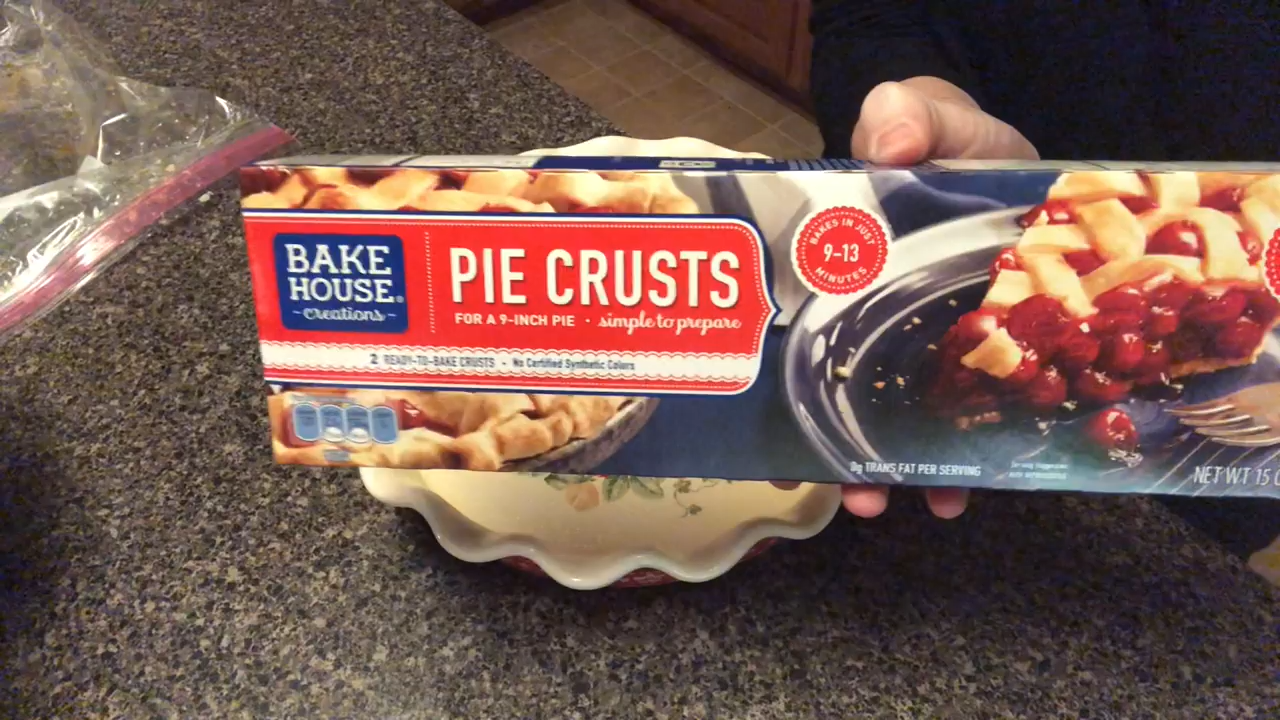 BAKE
HOUSE®
~creations~
PIE CRUSTS
FOR A 9-INCH PIE • simple to prepare
2 READY-TO-BAKE CRUSTS • No Certified Synthetic Colors
BAKES IN JUST
9-13
MINUTES
0g TRANS FAT PER SERVING
NET WT 15